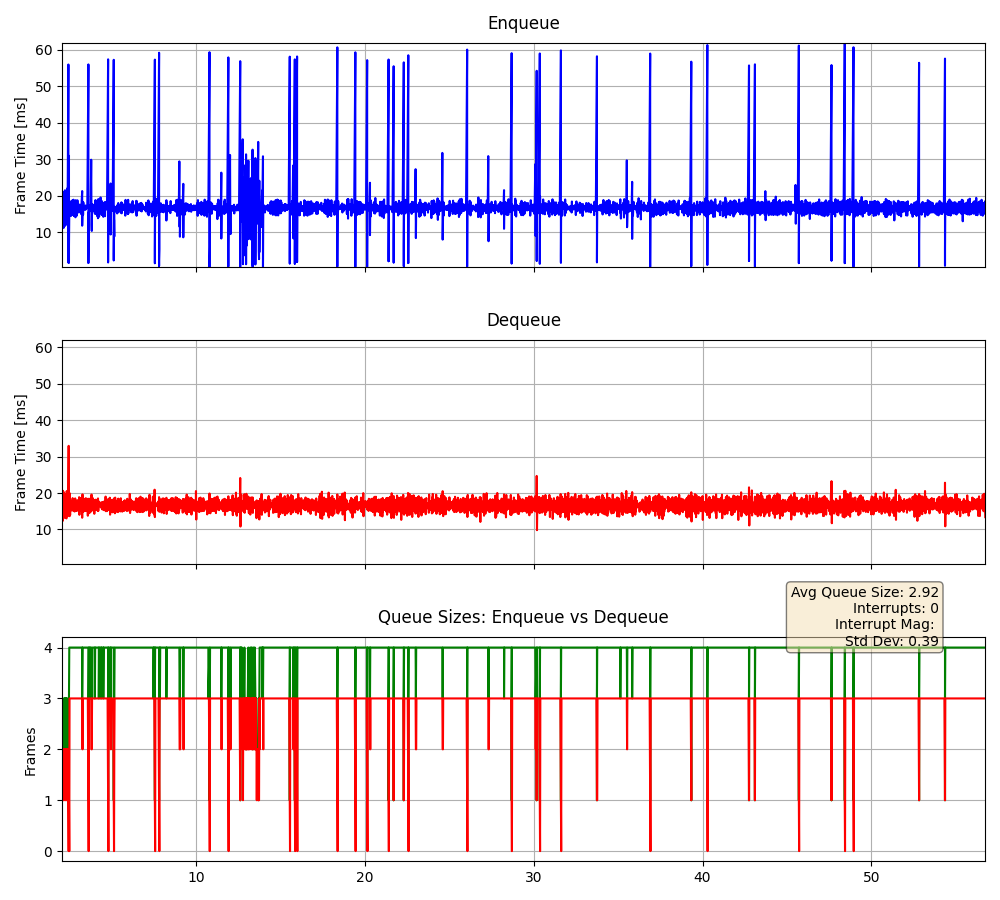 Enqueue
60
50
40
30
20
10
Frame Time [ms]
Dequeue
60
50
40
30
20
10
Frame Time [ms]
Avg Queue Size: 2.92
Interrupts: 0
Interrupt Mag:
Std Dev: 0.39
Queue Sizes: Enqueue vs Dequeue
4
3
2
1
0
Frames
10 20 30 40 50